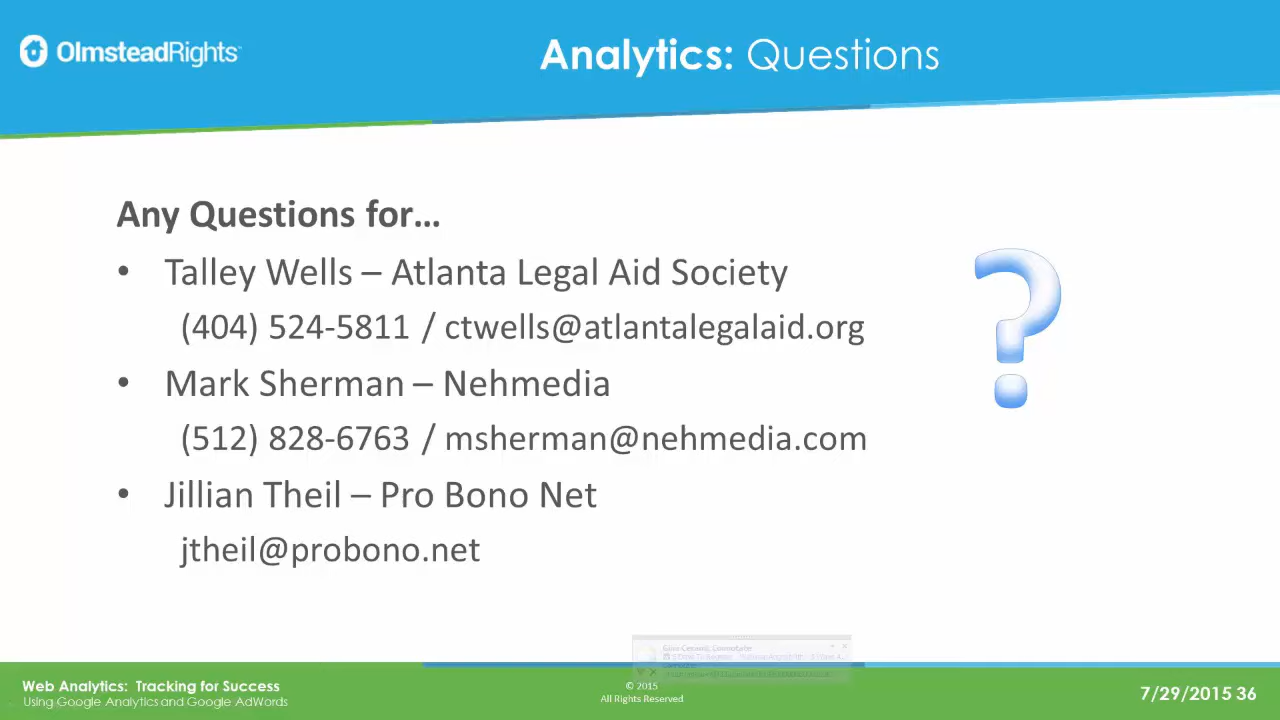 OlmsteadRights
Analytics: Questions
Any Questions for...
• Talley Wells – Atlanta Legal Aid Society
(404) 524-5811 / ctwells@atlantalegalaid.org
• Mark Sherman – Nehmedia
(512) 828-6763 / msherman@nehmedia.com
• Jillian Theil – Pro Bono Net
jtheil@probono.net
?
Web Analytics: Tracking for Success
Using Google Analytics and Google AdWords
© 2015
All Rights Reserved
7/29/2015 36